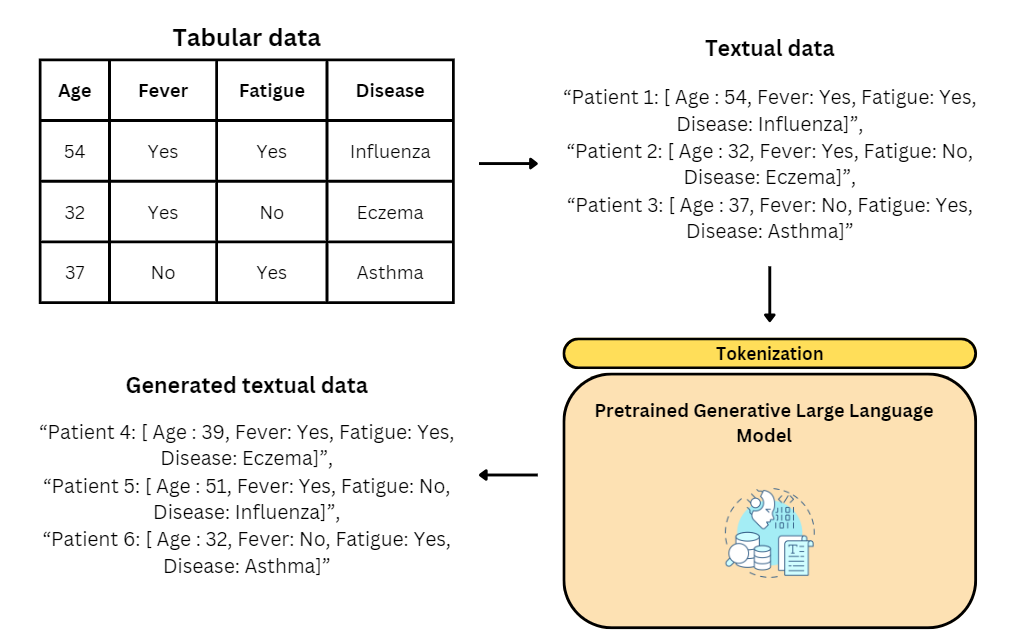 Tabular data
Age Fever Fatigue Disease
54 Yes Yes Influenza
32 Yes No Eczema
37 No Yes Asthma
Textual data
“Patient 1: [ Age : 54, Fever: Yes, Fatigue: Yes,
Disease: Influenza]”,
“Patient 2: [ Age : 32, Fever: Yes, Fatigue: No,
Disease: Eczema]”,
“Patient 3: [ Age : 37, Fever: No, Fatigue: Yes,
Disease: Asthma]”
Tokenization
Pretrained Generative Large Language
Model
Generated textual data
“Patient 4: [ Age : 39, Fever: Yes, Fatigue: Yes,
Disease: Eczema]”,
“Patient 5: [ Age : 51, Fever: Yes, Fatigue: No,
Disease: Influenza]”,
“Patient 6: [ Age : 32, Fever: No, Fatigue: Yes,
Disease: Asthma]”